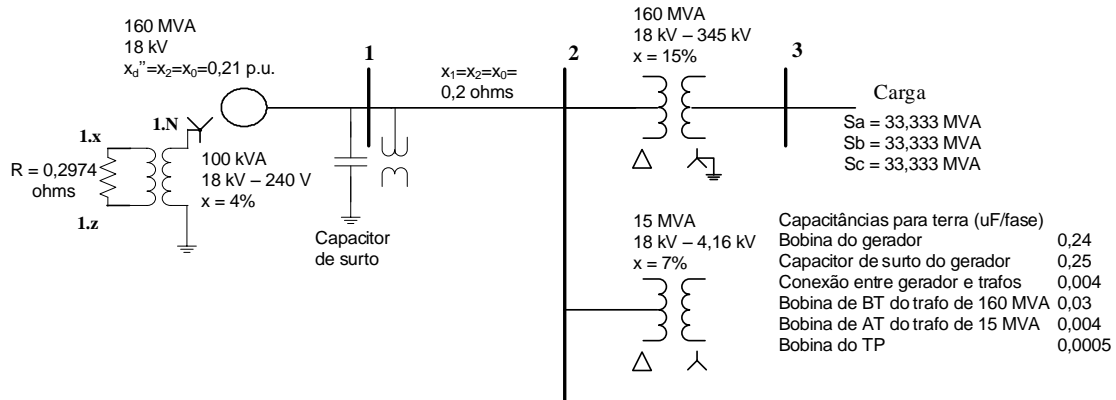 160 MVA
18 kV
xd"=x2=x0=0,21 p.u.
1.x
1.N
R = 0,2974
ohms
1.z
100 kVA
18 kV – 240 V
x = 4%
1
Capacitor
de surto
x1=x2=x0=
0,2 ohms
2
160 MVA
18 kV – 345 kV
x = 15%
3
Carga
Sa = 33,333 MVA
Sb = 33,333 MVA
Sc = 33,333 MVA
15 MVA
18 kV – 4,16 kV
x = 7%
Capacitâncias para terra (uF/fase)
Bobina do gerador 0,24
Capacitor de surto do gerador 0,25
Conexão entre gerador e trafos 0,004
Bobina de BT do trafo de 160 MVA 0,03
Bobina de AT do trafo de 15 MVA 0,004
Bobina do TP 0,0005